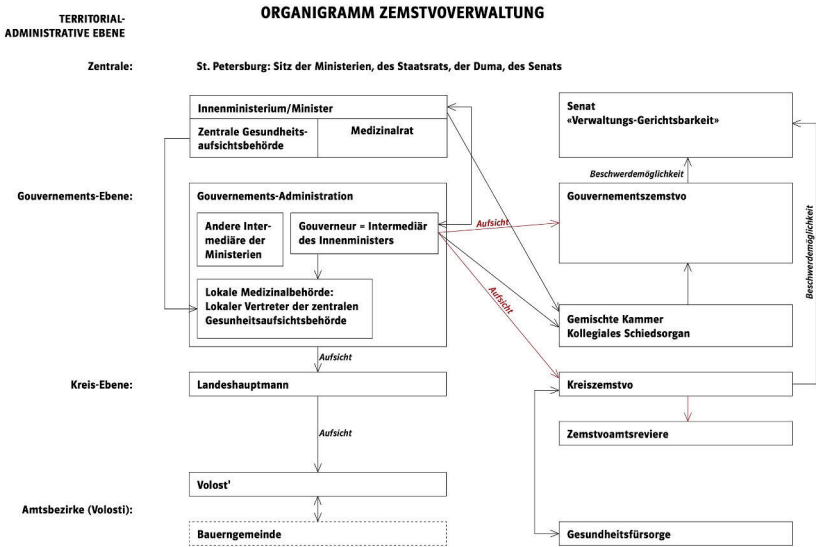 ORGANIGRAMM ZEMSTVOVERWALTUNG
TERRITORIAL-
ADMINISTRATIVE EBENE
Zentrale:
St. Petersburg: Sitz der Ministerien, des Staatsrats, der Duma, des Senats
Innenministerium/Minister
Zentrale Gesundheits-
aufsichtsbehörde
Medizinalrat
Senat
«Verwaltungs-Gerichtsbarkeit»
Beschwerdemöglichkeit
Gouvernements-Ebene:
Gouvernements-Administration
Andere Inter-
mediäre der
Ministerien
Gouverneur = Intermediär
des Innenministers
Aufsicht
Gouvernementszemstvo
Beschwerdemöglichkeit
Lokale Medizinalbehörde:
Lokaler Vertreter der zentralen
Gesunheitsaufsichtsbehörde
Aufsicht
Gemischte Kammer
Kollegiales Schiedsorgan
Aufsicht
Kreis-Ebene:
Landeshauptmann
Kreiszemstvo
Aufsicht
Zemstvoamtsreviere
Volost'
Amtsbezirke (Volosti):
Bauerngemeinde
Gesundheitsfürsorge